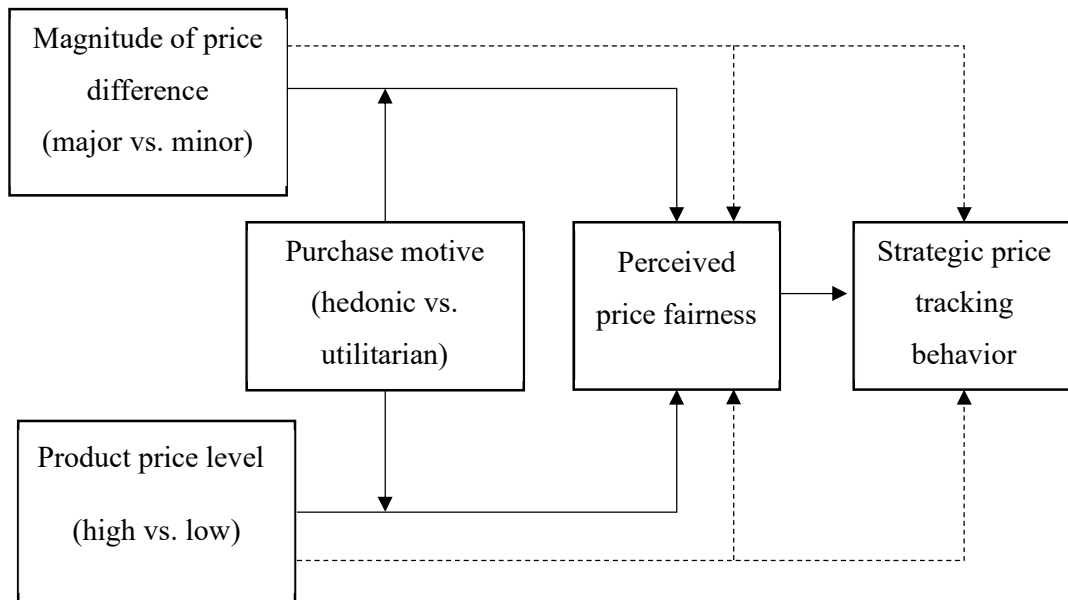 Magnitude of price
difference
(major vs. minor)
Purchase motive
(hedonic vs.
utilitarian)
Perceived
price fairness
Strategic price
tracking
behavior
Product price level
(high vs. low)